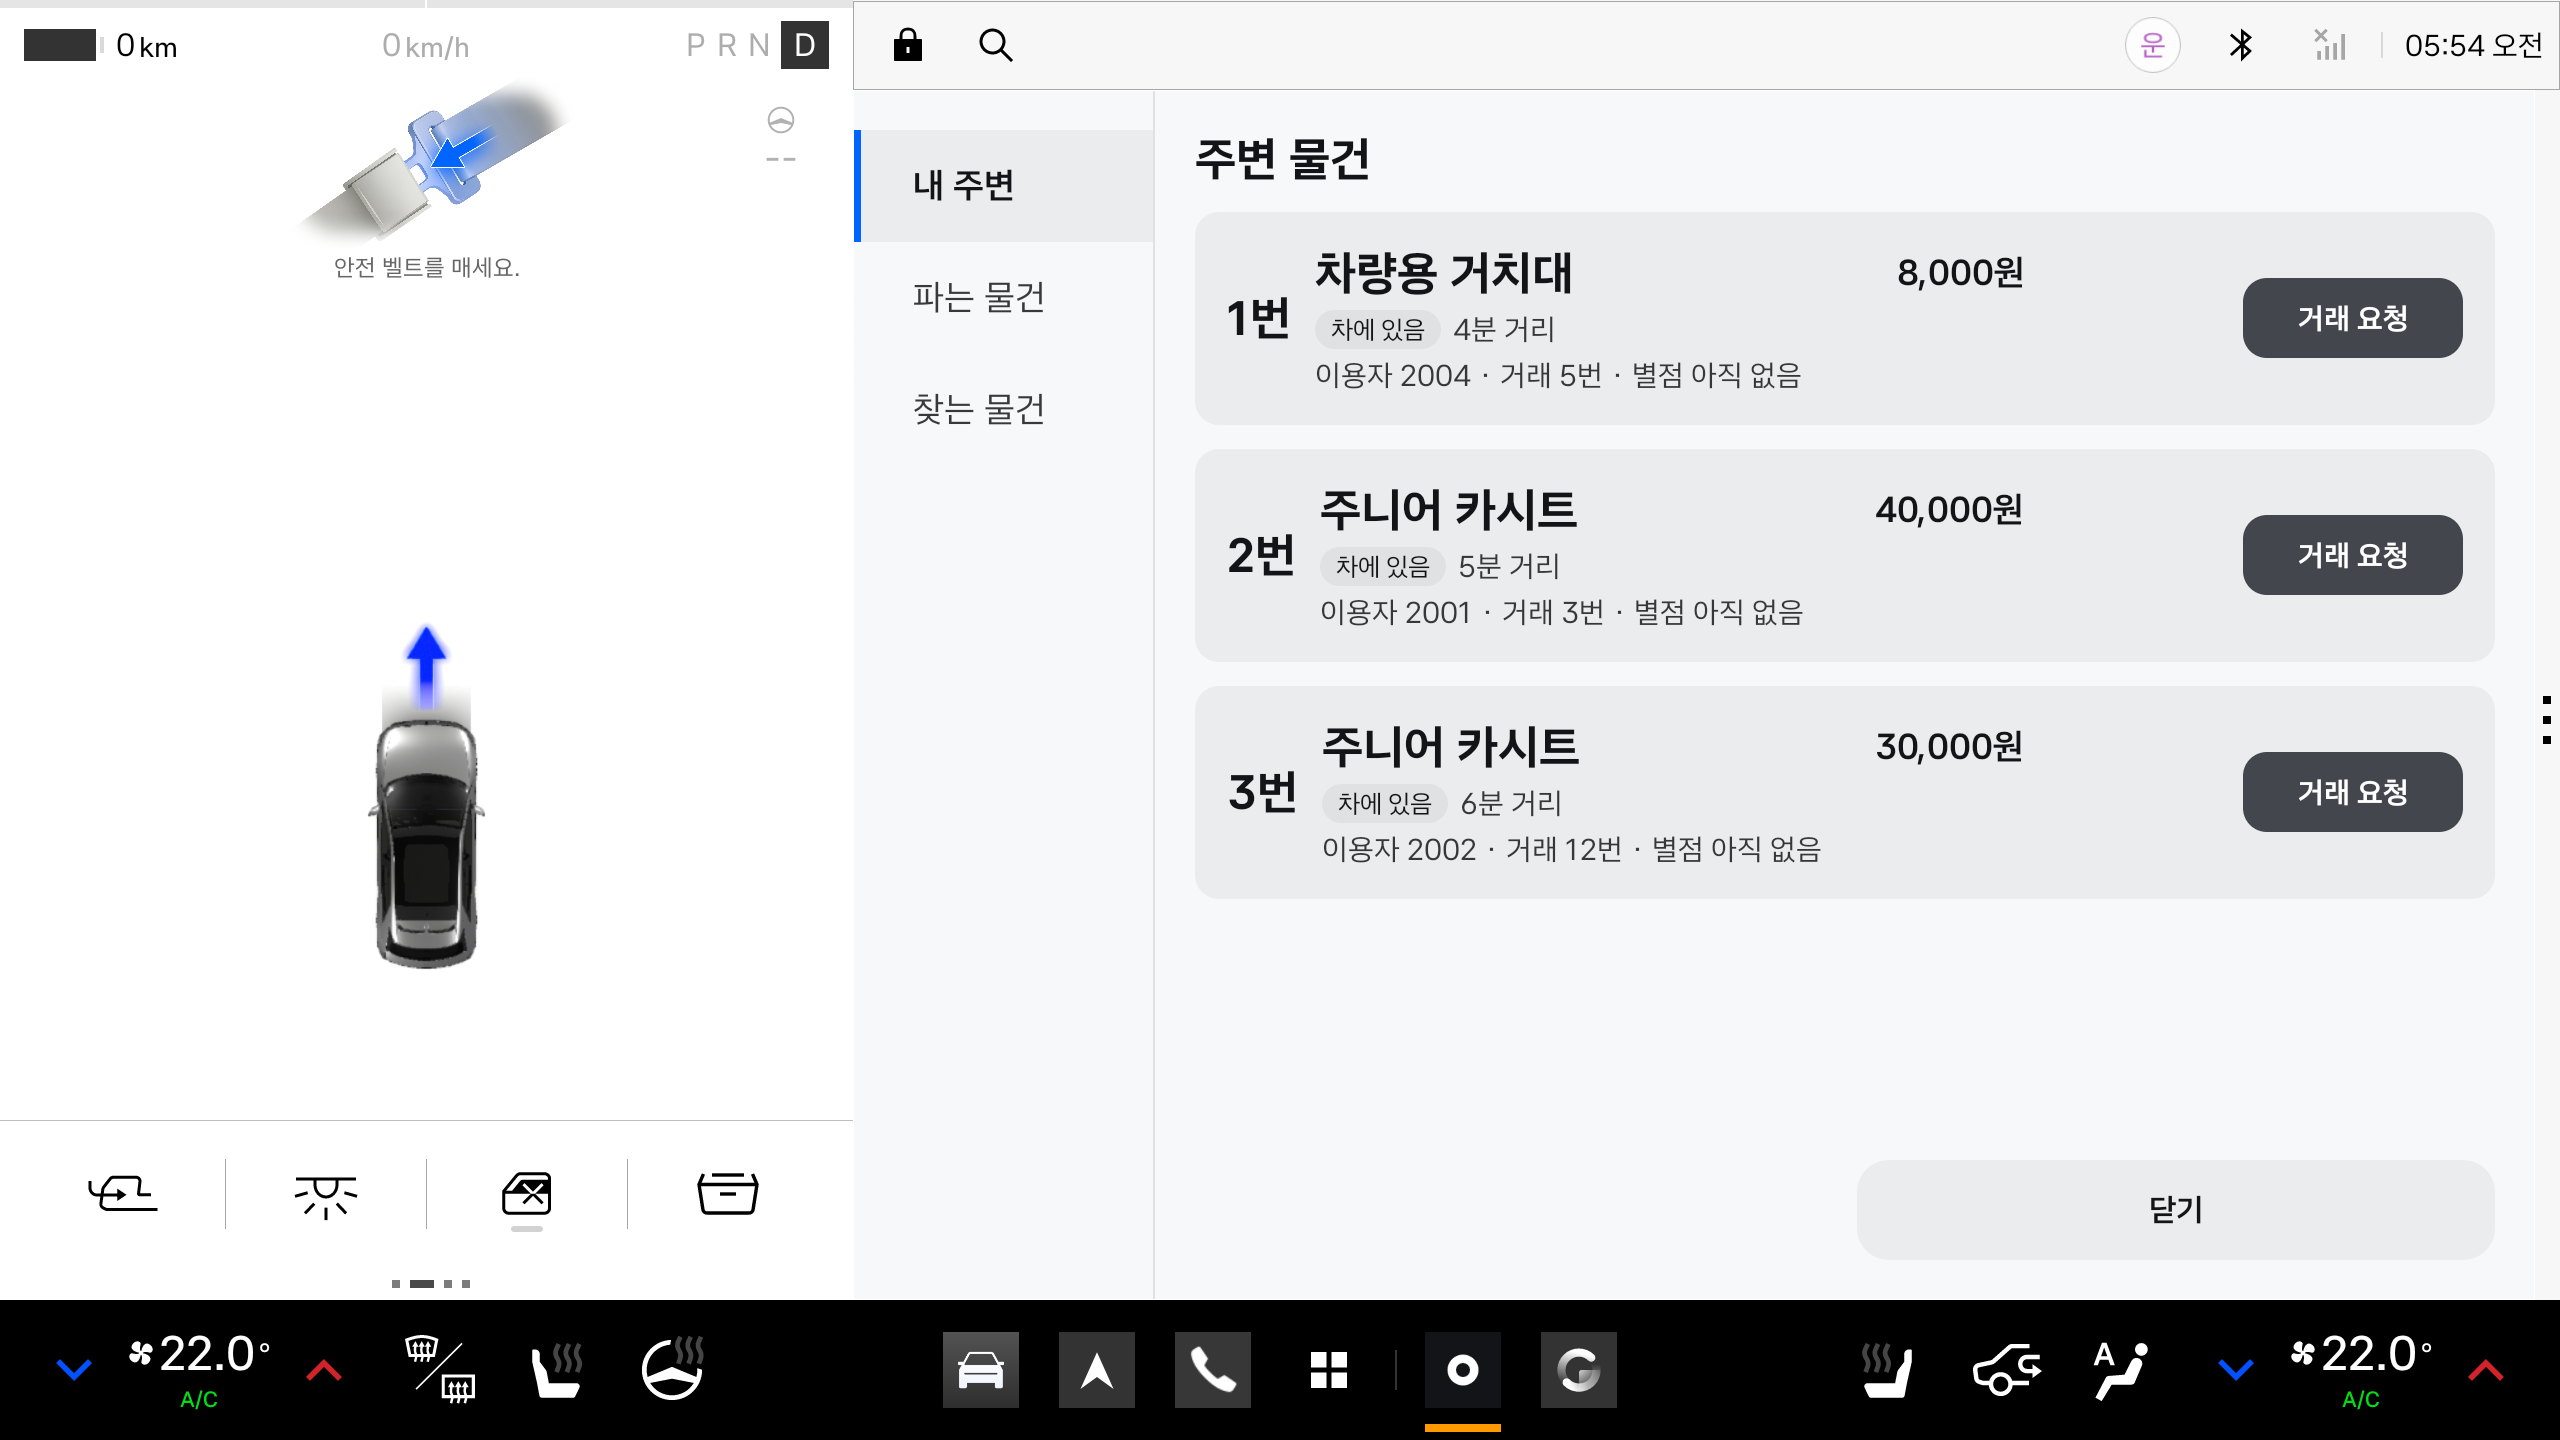 0 km
0 km/h
P R N D
05:54 오전
운
안전 벨트를 매세요.
--
내 주변
파는 물건
찾는 물건
주변 물건
1번
차량용 거치대
8,000원
차에 있음 4분 거리
이용자 2004 · 거래 5번 · 별점 아직 없음
거래 요청
2번
주니어 카시트
40,000원
차에 있음 5분 거리
이용자 2001 · 거래 3번 · 별점 아직 없음
거래 요청
3번
주니어 카시트
30,000원
차에 있음 6분 거리
이용자 2002 · 거래 12번 · 별점 아직 없음
거래 요청
닫기
22.0°
A/C
A
22.0°
A/C